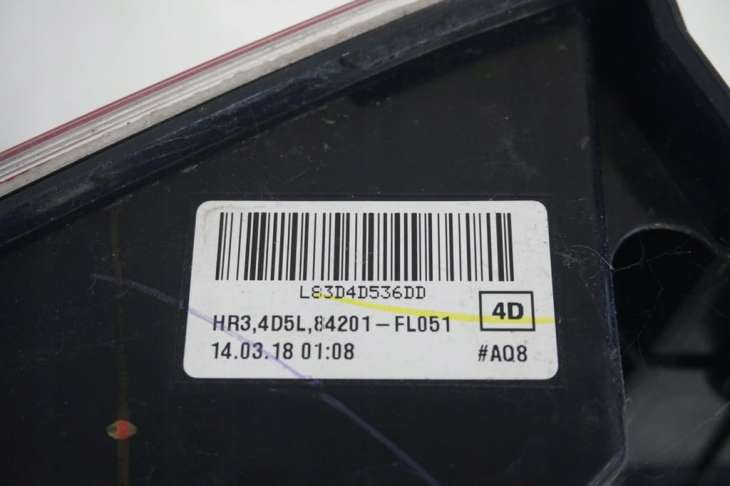 L83D4D536DD
4D
HR3,4D5L,84201-FL051
14.03.18 01:08
#AQ8